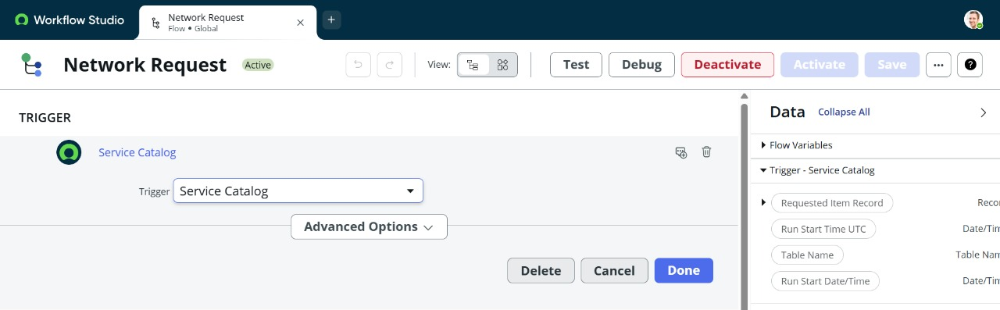 Workflow Studio
Network Request
Flow • Global
Network Request
Active
View:
Test
Debug
Deactivate
Activate
Save
TRIGGER
Service Catalog
Trigger
Service Catalog
Advanced Options
Delete
Cancel
Done
Data
Collapse All
Flow Variables
Trigger - Service Catalog
Requested Item Record
Recor
Run Start Time UTC
Date/Tim
Table Name
Table Nam
Run Start Date/Time
Date/Tim